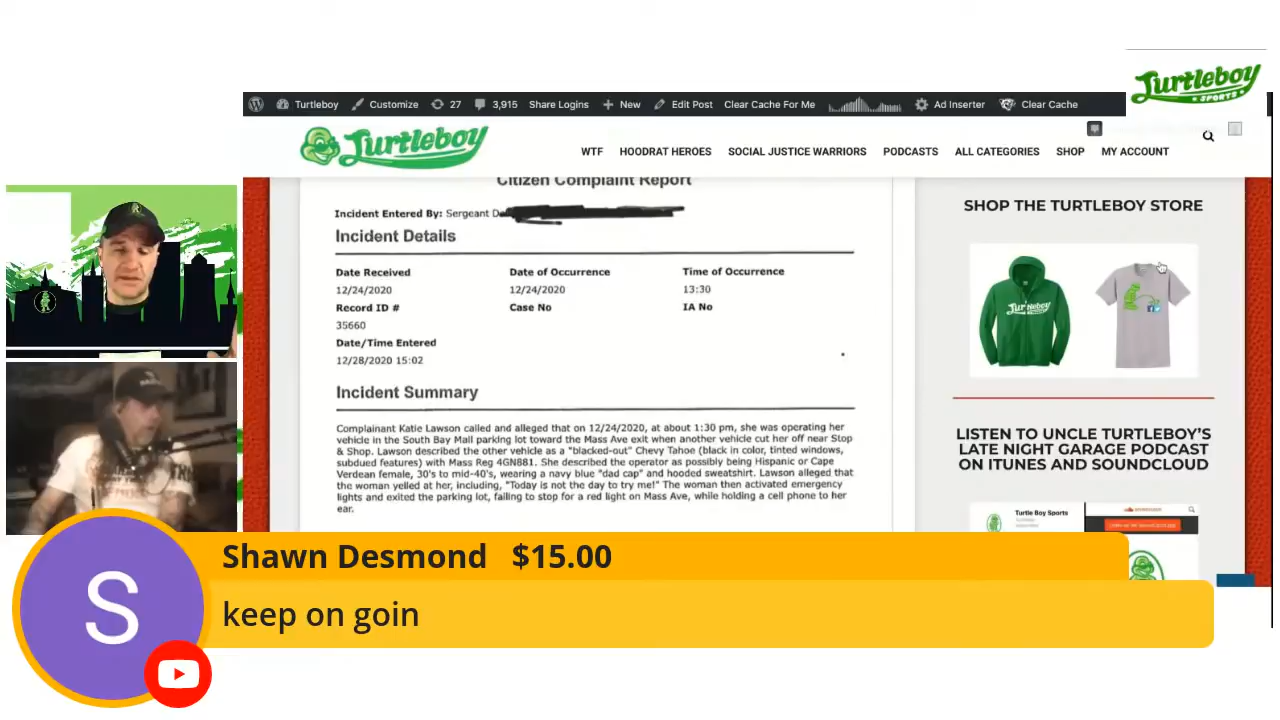 Turtleboy
SPORTS
Turtleboy Customize 27 3,915 Share Logins New Edit Post Clear Cache For Me Ad Inserter Clear Cache
Turtleboy
WTF HOODRAT HEROES SOCIAL JUSTICE WARRIORS PODCASTS ALL CATEGORIES SHOP MY ACCOUNT
Citizen Complaint Report
Incident Entered By: Sergeant
Incident Details
Date Received Date of Occurrence Time of Occurrence
12/24/2020 12/24/2020 13:30
Record ID # Case No IA No
35660
Date/Time Entered
12/28/2020 15:02
Incident Summary
Complainant Katie Lawson called and alleged that on 12/24/2020, at about 1:30 pm, she was operating her
vehicle in the South Bay Mall parking lot toward the Mass Ave exit when another vehicle cut her off near Stop
& Shop. Lawson described the other vehicle as a "blacked-out" Chevy Tahoe (black in color, tinted windows,
subdued features) with Mass Reg 4GN881. She described the operator as possibly being Hispanic or Cape
Verdean female, 30's to mid-40's, wearing a navy blue "dad cap" and hooded sweatshirt. Lawson alleged that
the woman yelled at her, including, "Today is not the day to try me!" The woman then activated emergency
lights and exited the parking lot, failing to stop for a red light on Mass Ave, while holding a cell phone to her
ear.
SHOP THE TURTLEBOY STORE
Turtleboy
LISTEN TO UNCLE TURTLEBOY'S
LATE NIGHT GARAGE PODCAST
ON ITUNES AND SOUNDCLOUD
Turtle Boy Sports
S
Shawn Desmond $15.00
keep on goin